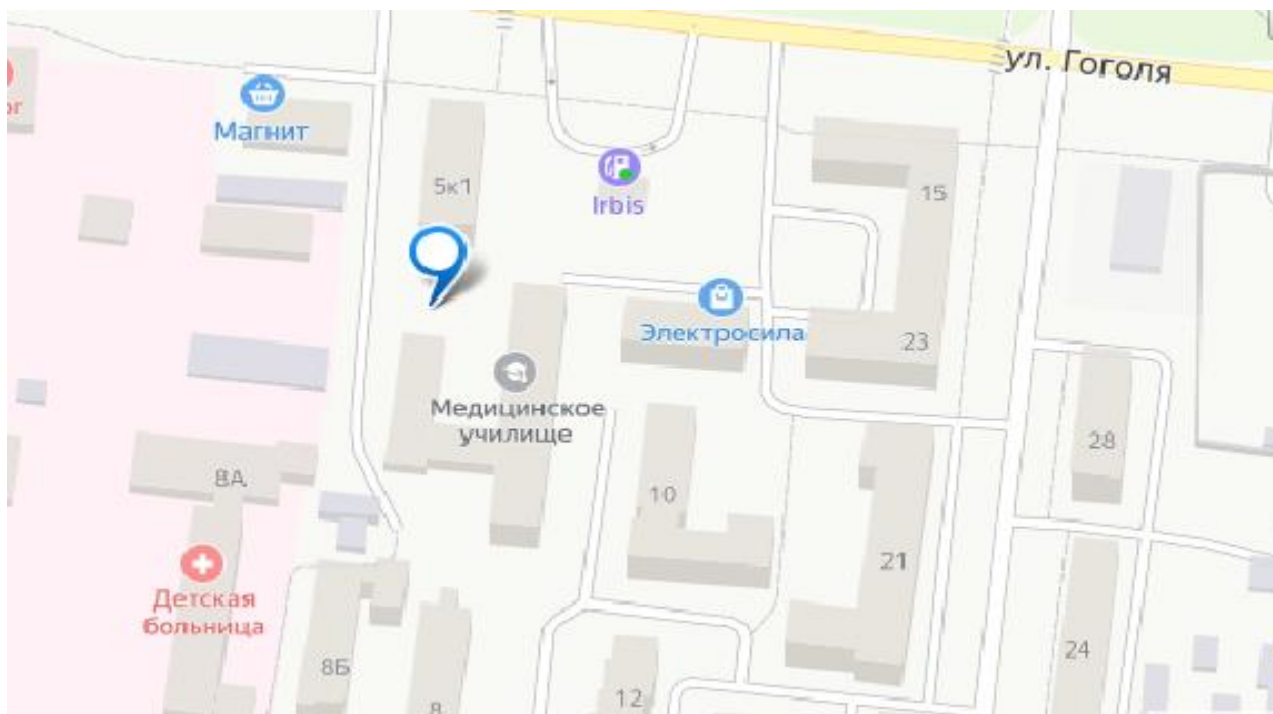 ул. Гоголя
Магнит
5к1
Irbis
15
Электросила
23
Медицинское
училище
28
8А
10
21
Детская
больница
8Б
24
8
12